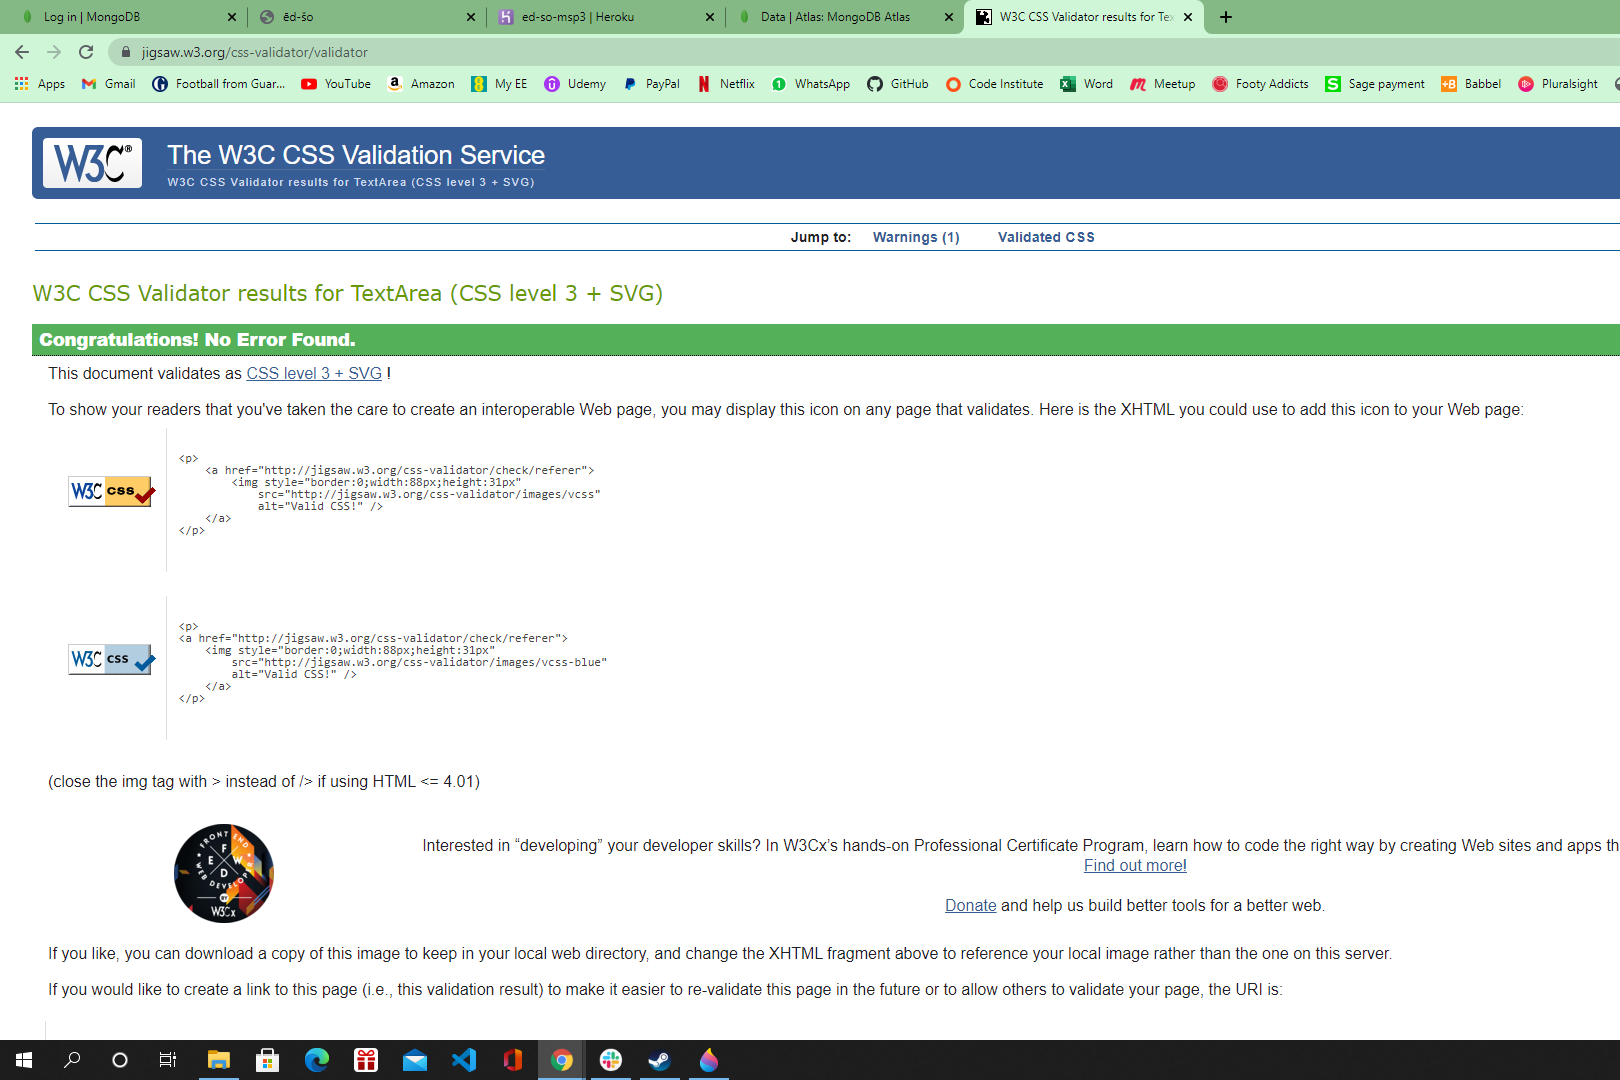 Log in | MongoDB
ēd-šo
ed-so-msp3 | Heroku
Data | Atlas: MongoDB Atlas
W3C CSS Validator results for Tex
jigsaw.w3.org/css-validator/validator
Apps
Gmail
Football from Guar...
YouTube
Amazon
My EE
Udemy
PayPal
Netflix
WhatsApp
GitHub
Code Institute
Word
Meetup
Footy Addicts
Sage payment
Babbel
Pluralsight
W3C®
The W3C CSS Validation Service
W3C CSS Validator results for TextArea (CSS level 3 + SVG)
Jump to: Warnings (1) Validated CSS
W3C CSS Validator results for TextArea (CSS level 3 + SVG)
Congratulations! No Error Found.
This document validates as CSS level 3 + SVG !
To show your readers that you've taken the care to create an interoperable Web page, you may display this icon on any page that validates. Here is the XHTML you could use to add this icon to your Web page:
W3C css
<p>
<a href="http://jigsaw.w3.org/css-validator/check/referer">
<img style="border:0;width:88px;height:31px"
src="http://jigsaw.w3.org/css-validator/images/vcss"
alt="Valid CSS!" />
</a>
</p>
W3C css
<p>
<a href="http://jigsaw.w3.org/css-validator/check/referer">
<img style="border:0;width:88px;height:31px"
src="http://jigsaw.w3.org/css-validator/images/vcss-blue"
alt="Valid CSS!" />
</a>
</p>
(close the img tag with > instead of /> if using HTML <= 4.01)
FRONT END
F
E W
D
WEB DEVELOPER
BY
W3Cx
Interested in “developing” your developer skills? In W3Cx’s hands-on Professional Certificate Program, learn how to code the right way by creating Web sites and apps th
Find out more!
Donate and help us build better tools for a better web.
If you like, you can download a copy of this image to keep in your local web directory, and change the XHTML fragment above to reference your local image rather than the one on this server.
If you would like to create a link to this page (i.e., this validation result) to make it easier to re-validate this page in the future or to allow others to validate your page, the URI is: